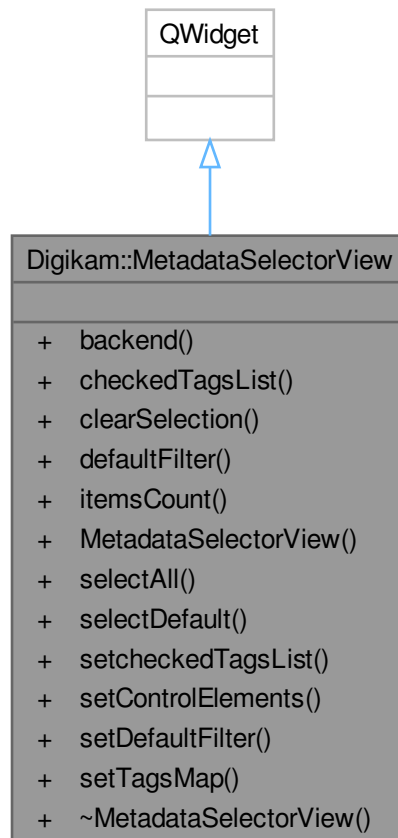 QWidget
Digikam::MetadataSelectorView
+ backend()
+ checkedTagsList()
+ clearSelection()
+ defaultFilter()
+ itemsCount()
+ MetadataSelectorView()
+ selectAll()
+ selectDefault()
+ setcheckedTagsList()
+ setControlElements()
+ setDefaultFilter()
+ setTagsMap()
+ ~MetadataSelectorView()